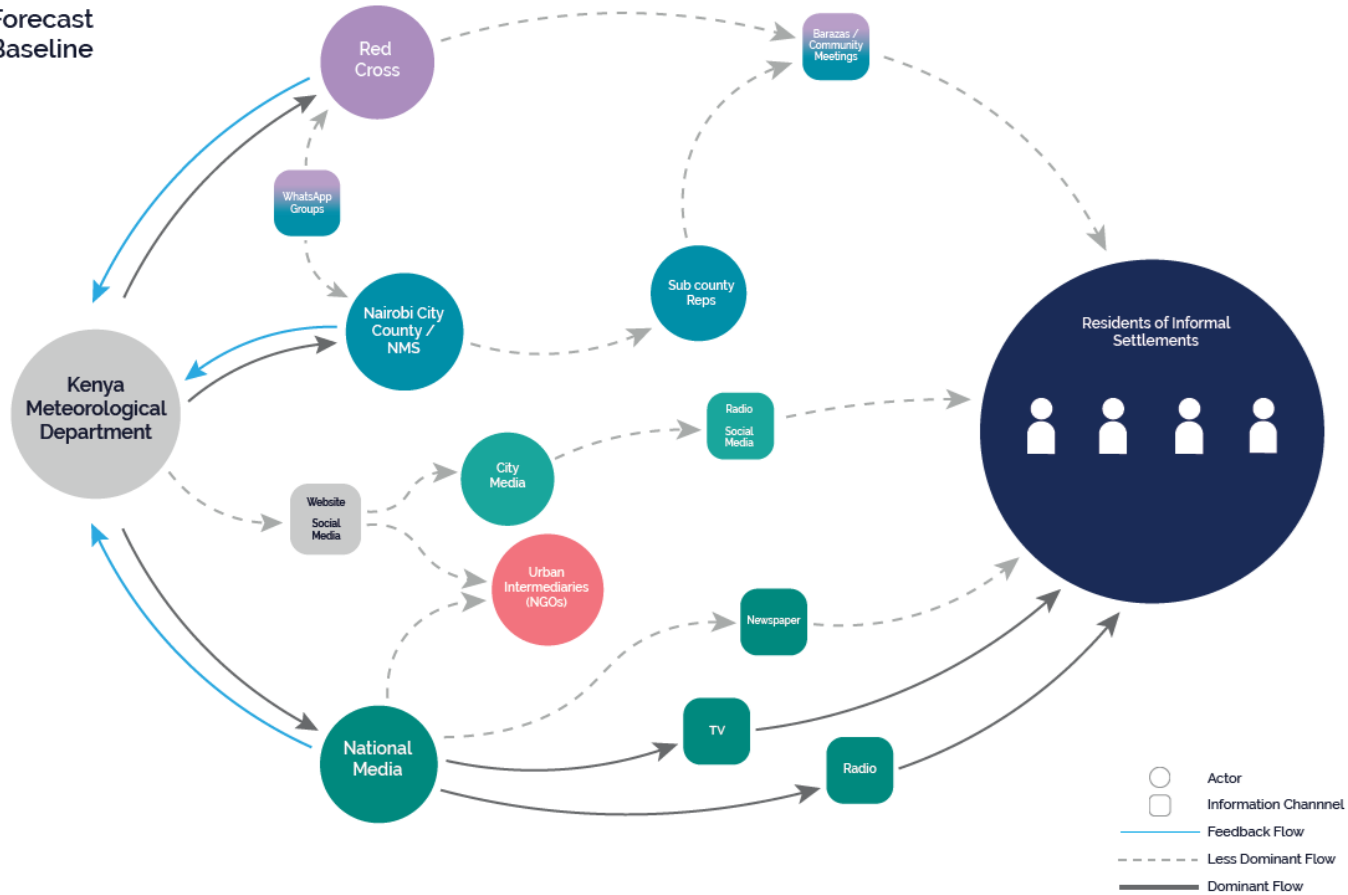 Forecast
Baseline
Red
Cross
Barazas /
Community
Meetings
WhatsApp
Groups
Nairobi City
County /
NMS
Sub county
Reps
Residents of Informal
Settlements
Kenya
Meteorological
Department
Radio
Social
Media
City
Media
Website
Social
Media
Urban
Intermediaries
(NGOs)
Newspaper
National
Media
TV
Radio
Actor
Information Channnel
Feedback Flow
Less Dominant Flow
Dominant Flow